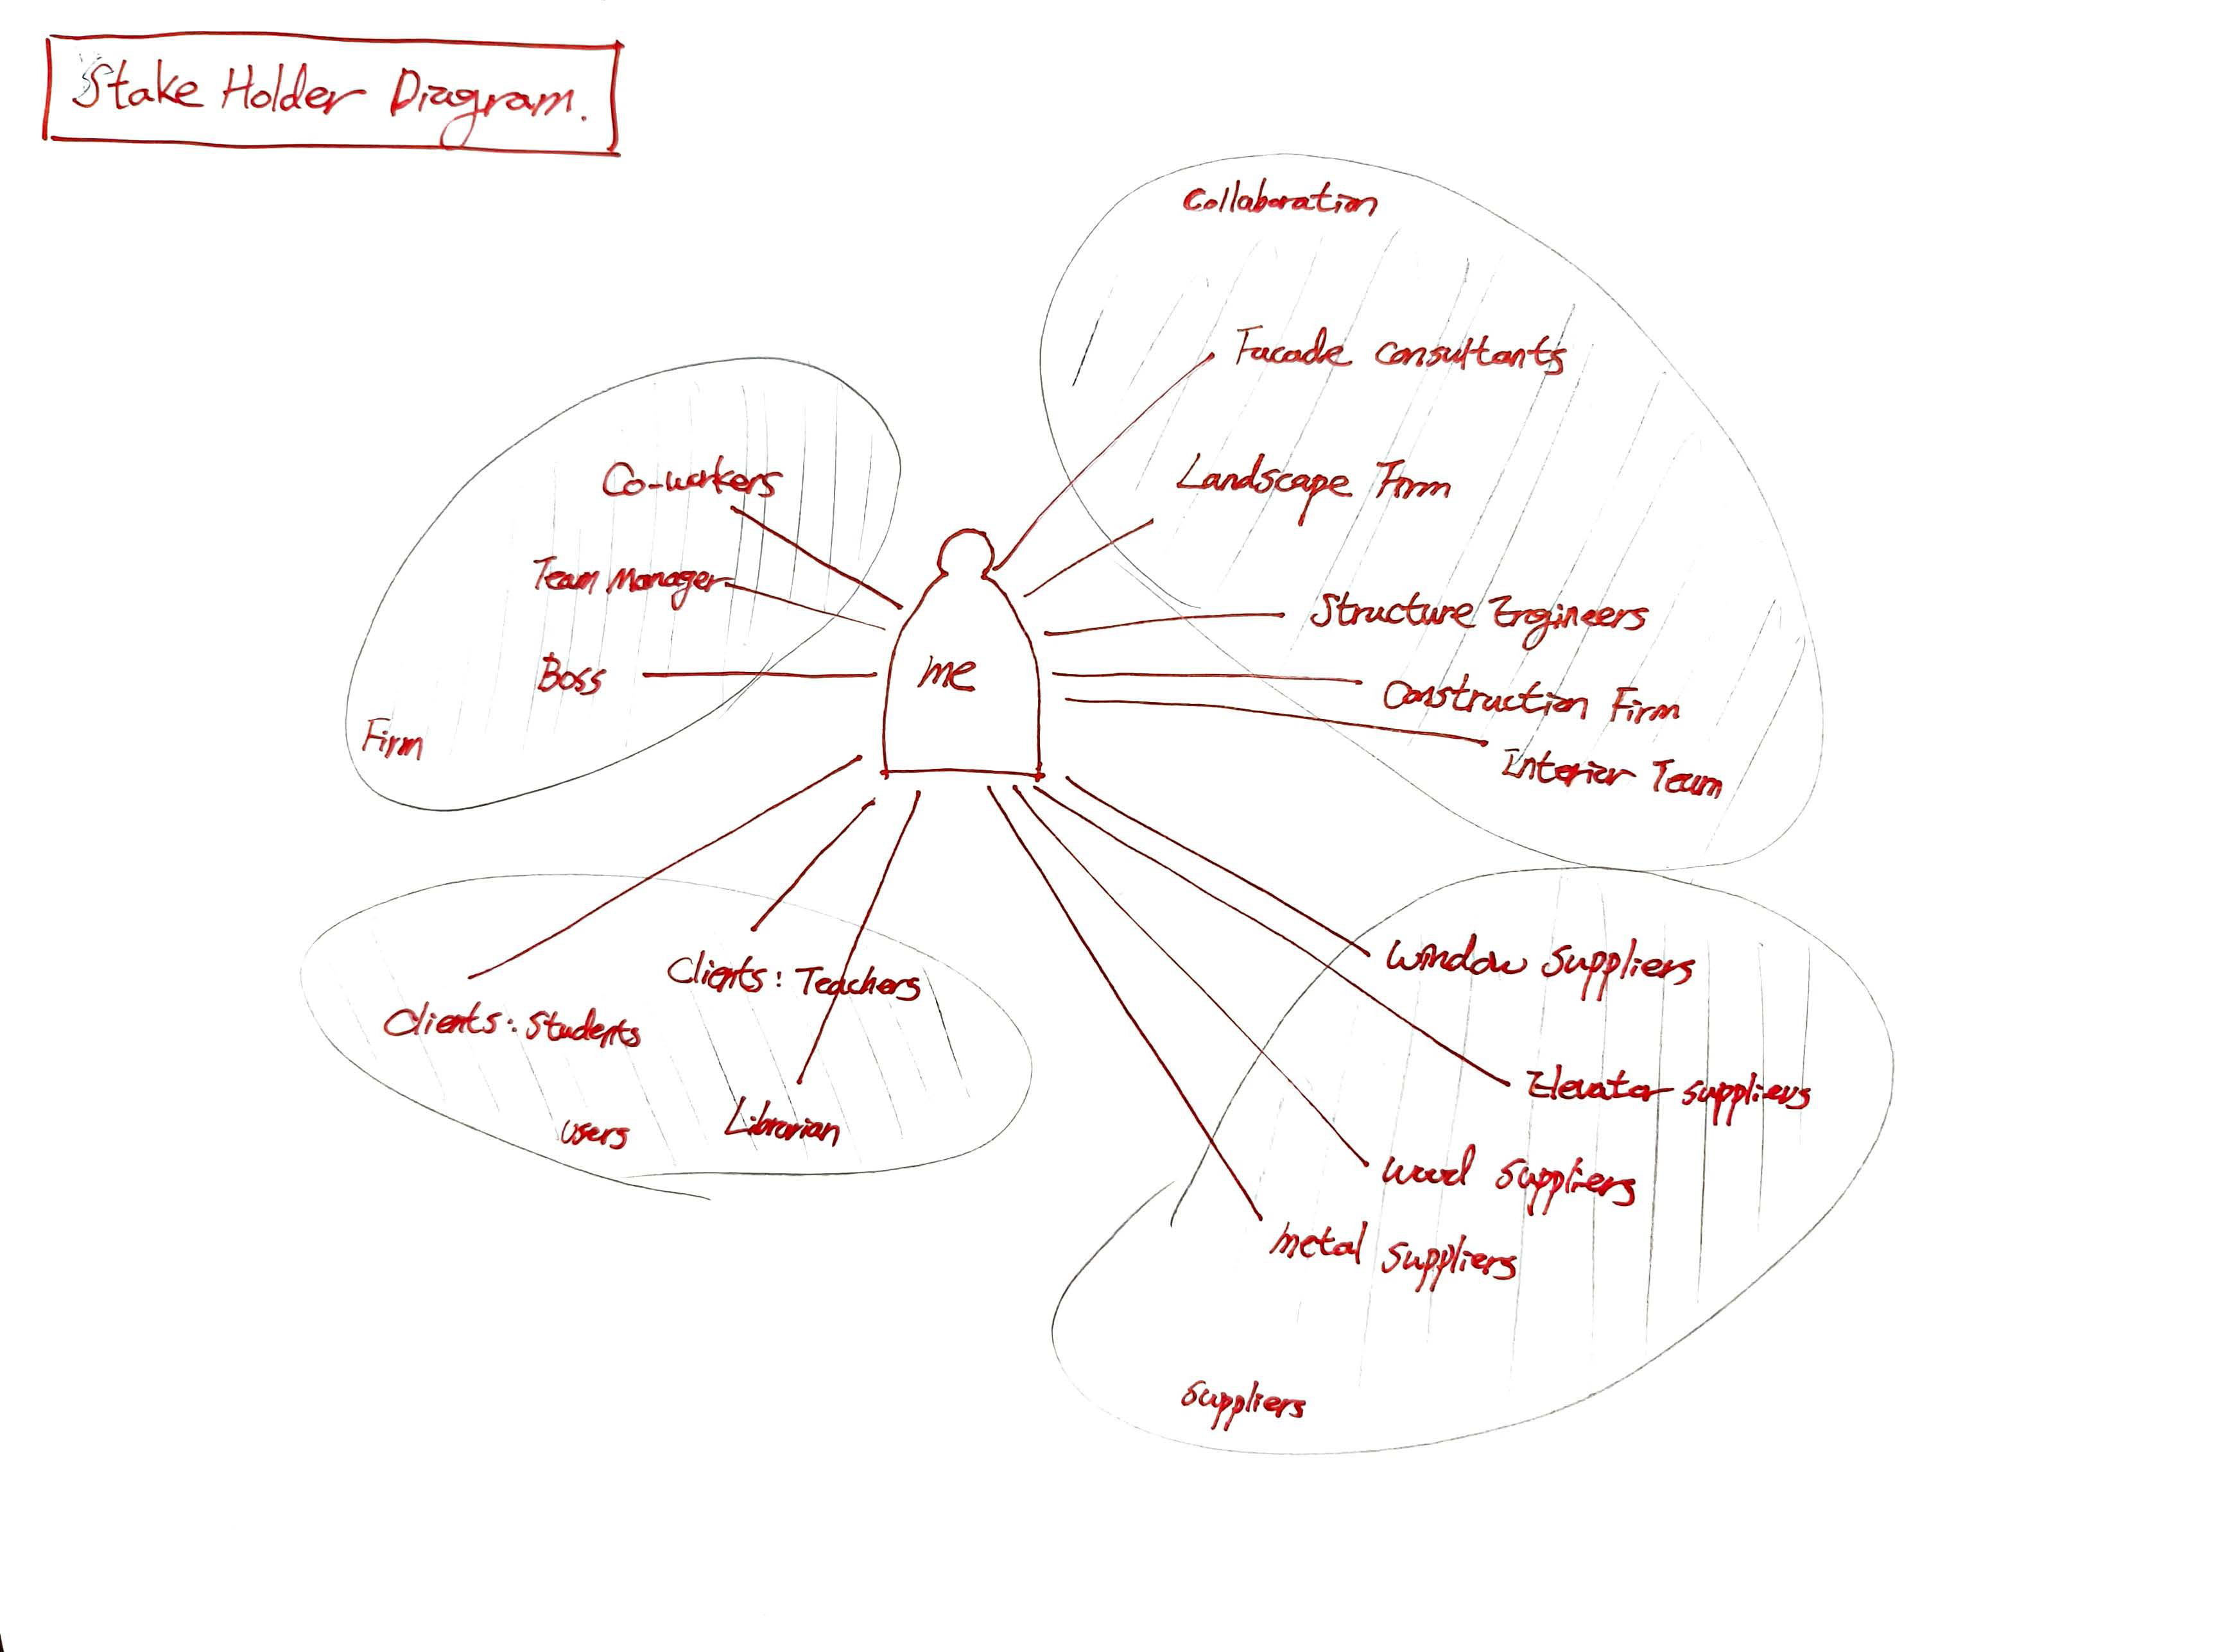 Stake Holder Diagram.
Collaboration
Facade consultants
Landscape Firm
Structure Engineers
Construction Firm
Interior Team
Co-workers
Team Manager
Boss
Firm
me
Clients: Teachers
Clients: Students
users
Librarian
Window Suppliers
Elevator suppliers
Wood Suppliers
Metal Suppliers
Suppliers